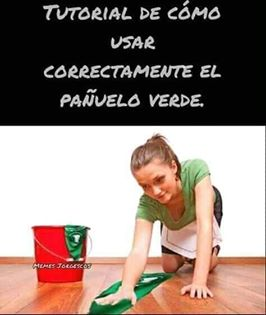 Tutorial de cómo
usar
correctamente el
pañuelo verde.
Memes Jorgescos